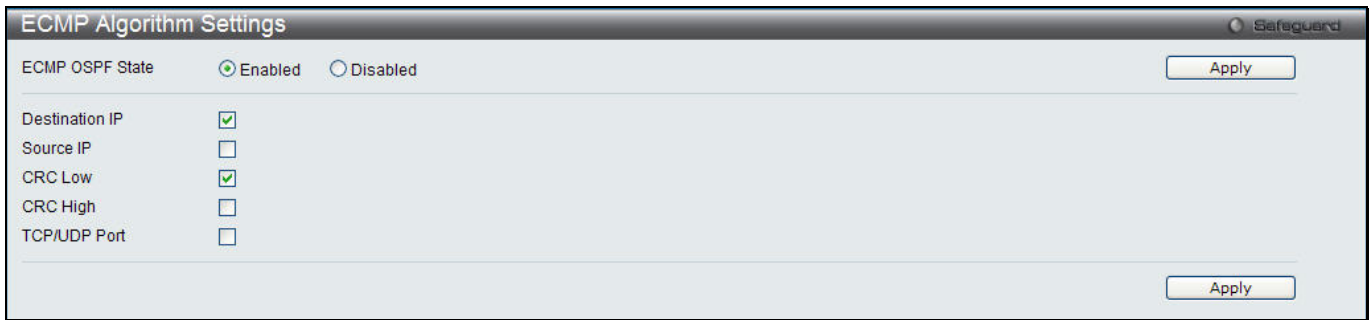 ECMP Algorithm Settings
Safeguard
ECMP OSPF State Enabled Disabled Apply
Destination IP
Source IP
CRC Low
CRC High
TCP/UDP Port
Apply